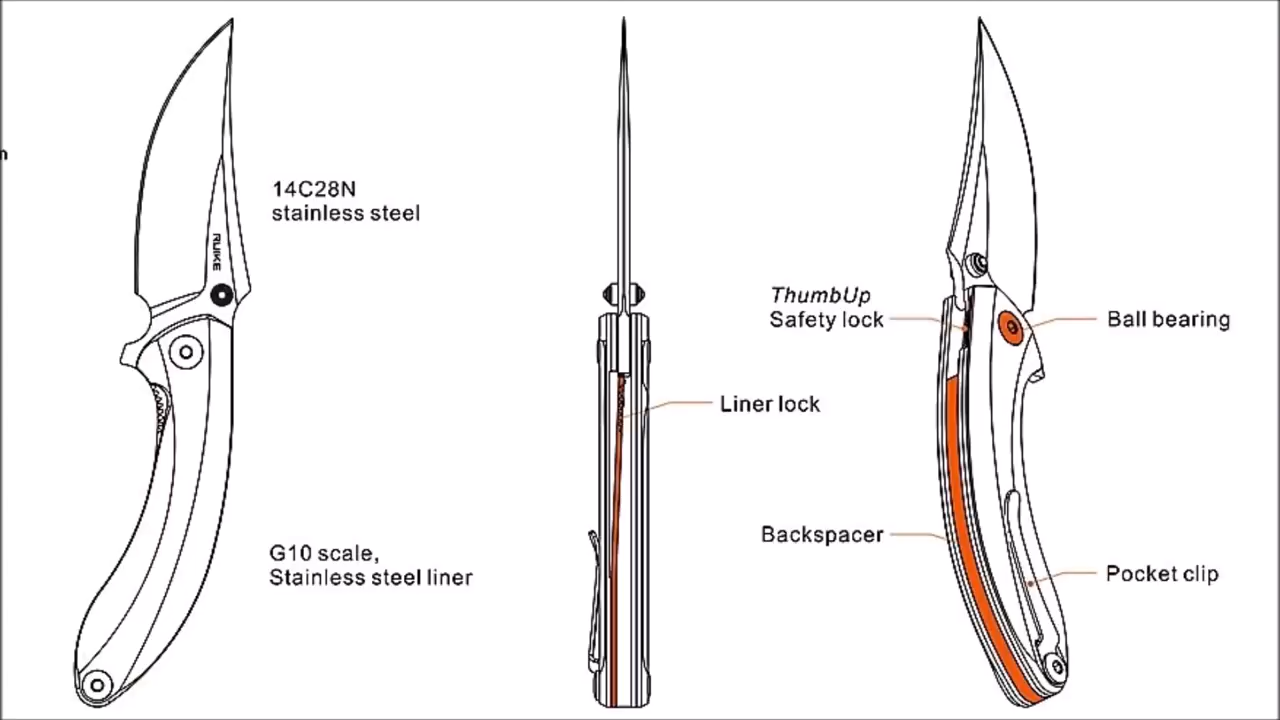 14C28N
stainless steel
RUIKE
ThumbUp
Safety lock
Ball bearing
Liner lock
Backspacer
G10 scale,
Stainless steel liner
Pocket clip